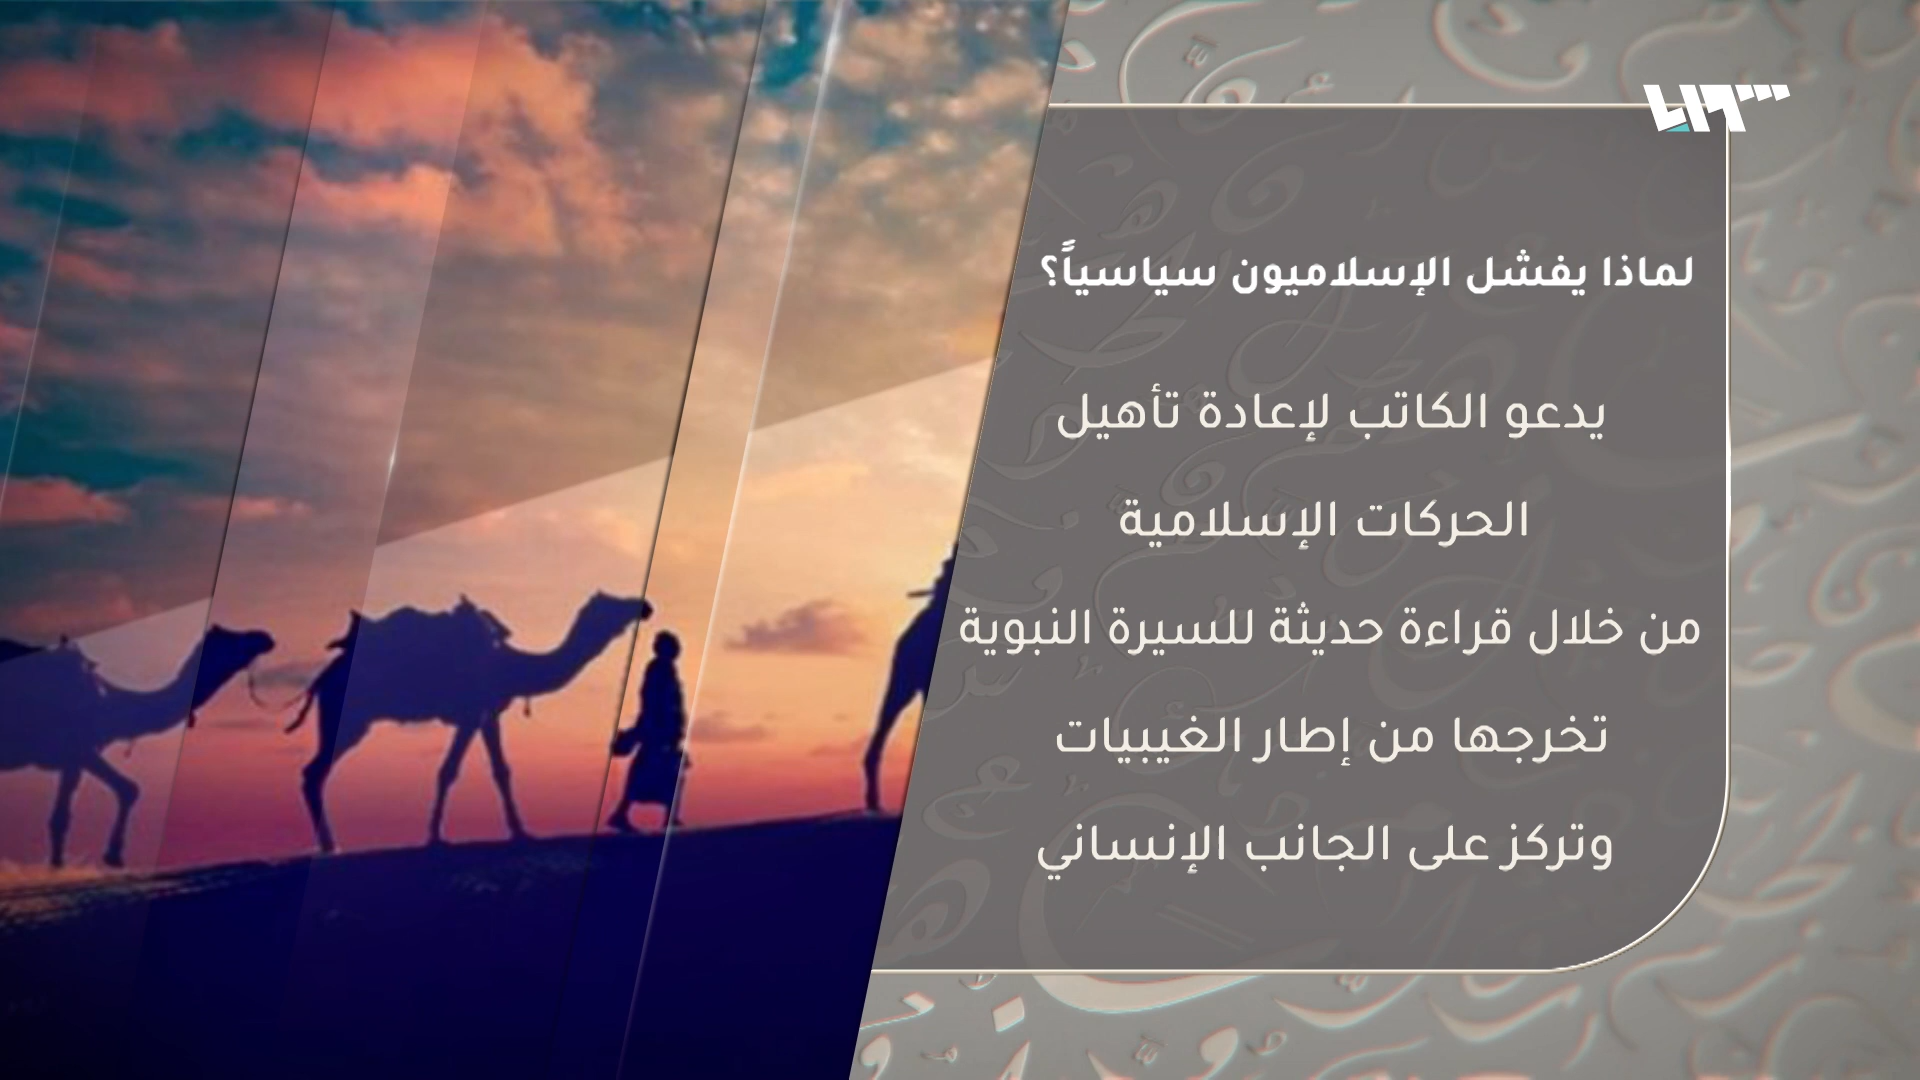 لماذا يفشل الإسلاميون سياسياً؟
يدعو الكاتب لإعادة تأهيل
الحركات الإسلامية
من خلال قراءة حديثة للسيرة النبوية
تخرجها من إطار الغيبيات
وتركز على الجانب الإنساني